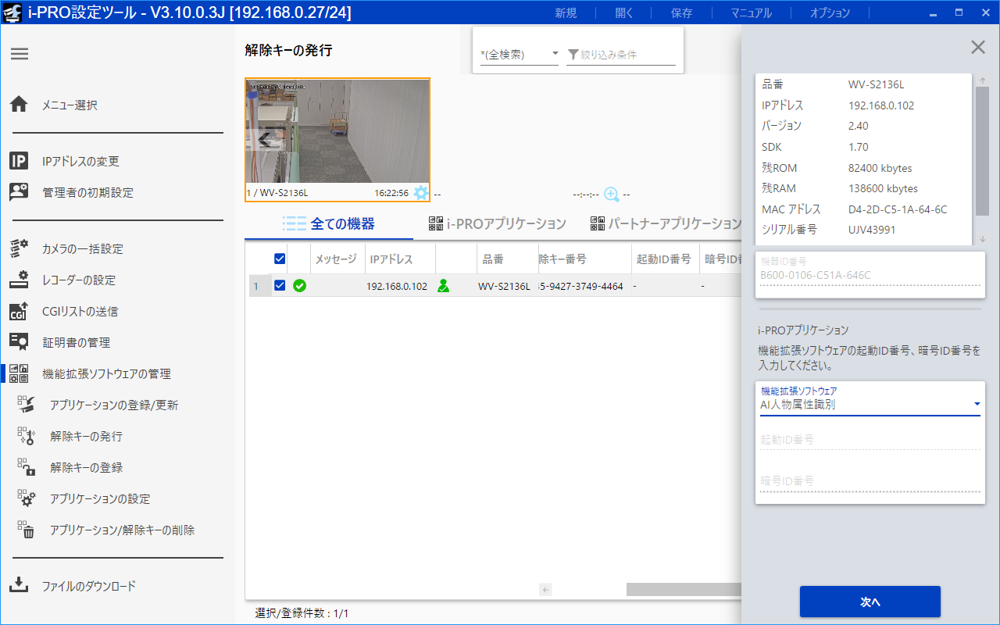 i-PRO設定ツール - V3.10.0.3J [192.168.0.27/24]
新規
開く
保存
マニュアル
オプション
メニュー選択
IP
IPアドレスの変更
管理者の初期設定
カメラの一括設定
レコーダーの設定
CGI
CGIリストの送信
証明書の管理
機能拡張ソフトウェアの管理
アプリケーションの登録/更新
解除キーの発行
解除キーの登録
アプリケーションの設定
アプリケーション/解除キーの削除
ファイルのダウンロード
解除キーの発行
*(全検索)
絞り込み条件
1 / WV-S2136L
16:22:56
--
--:--:--
--
全ての機器
i-PROアプリケーション
パートナーアプリケーション
メッセージ
IPアドレス
品番
除キー番号
起動ID番号
暗号ID番
1
192.168.0.102
WV-S2136L
5-9427-3749-4464
-
-
選択/登録件数 : 1/1
品番 WV-S2136L
IPアドレス 192.168.0.102
バージョン 2.40
SDK 1.70
残ROM 82400 kbytes
残RAM 138600 kbytes
MAC アドレス D4-2D-C5-1A-64-6C
シリアル番号 UJV43991
機器ID番号
B600-0106-C51A-646C
i-PROアプリケーション
機能拡張ソフトウェアの起動ID番号、暗号ID番号を
入力してください。
機能拡張ソフトウェア
AI人物属性識別
起動ID番号
暗号ID番号
次へ